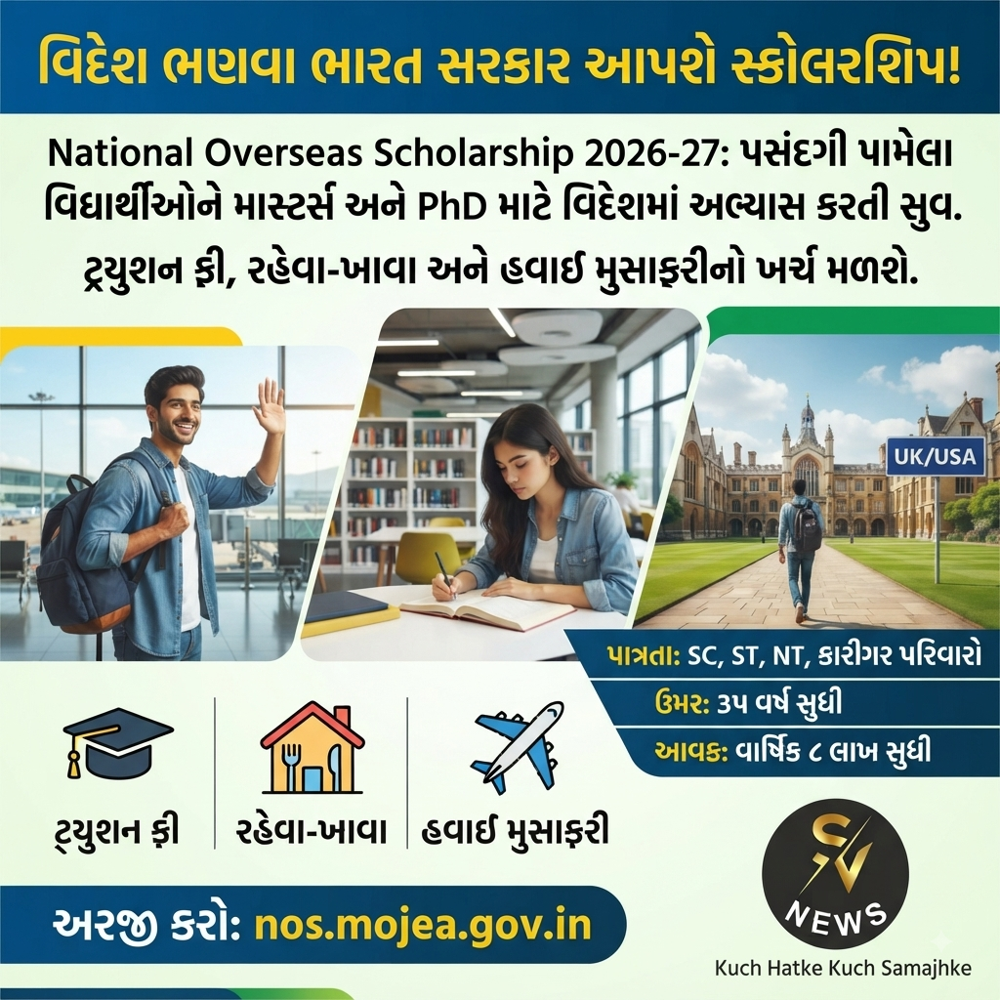 વિદેશ ભણવા ભારત સરકાર આપશે સ્કોલરશિપ!
National Overseas Scholarship 2026-27: પસંદગી પામેલા
વિદ્યાર્થીઓને માસ્ટર્સ અને PhD માટે વિદેશમાં અભ્યાસ કરતી સુવ.
ટ્રયુશન ફી, રહેવા-ખાવા અને હવાઈ મુસાફરીનો ખર્ચ મળશે.
UK/USA
પાત્રતા: SC, ST, NT, કારીગર પરિવારો
ઉંમર: ૩૫ વર્ષ સુધી
આવક: વાર્ષિક ૮ લાખ સુધી
ટ્યુશન ફી
રહેવા-ખાવા
હવાઈ મુસાફરી
અરજી કરો: nos.mojea.gov.in
SV
NEWS
Kuch Hatke Kuch Samajhke